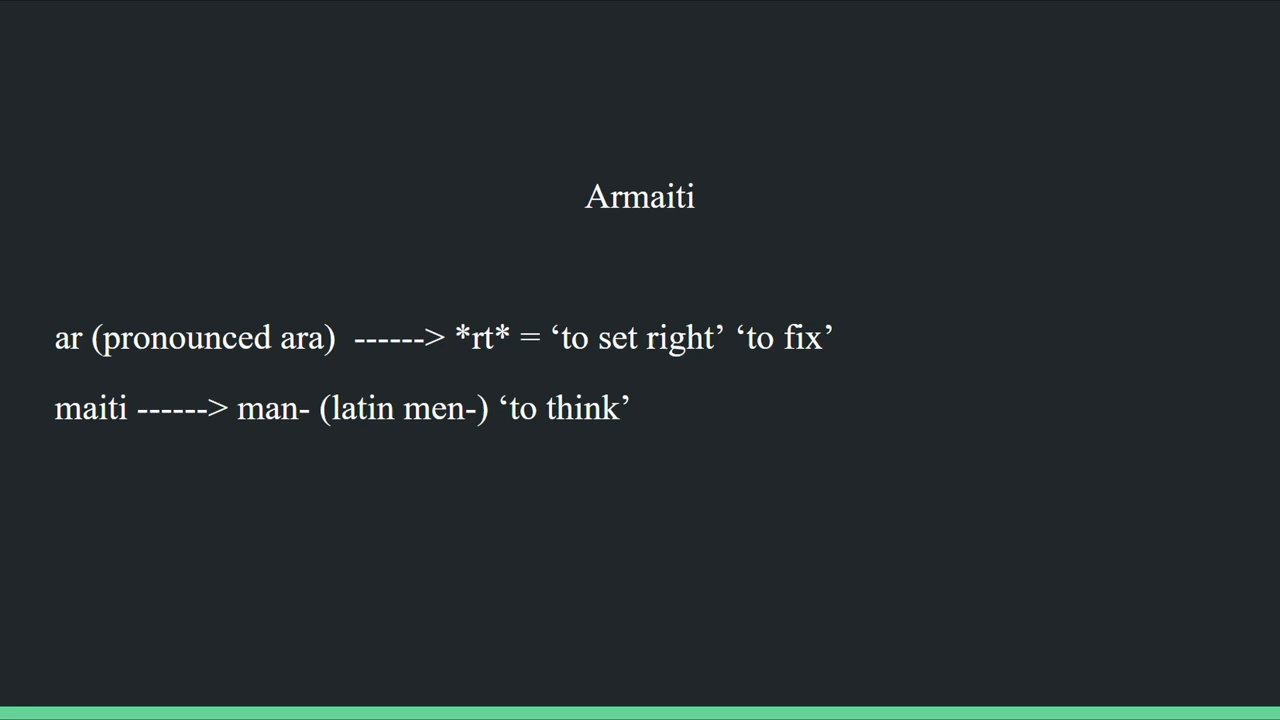 Armaiti
ar (pronounced ara) ------> *rt* = ‘to set right’ ‘to fix’
maiti ------> man- (latin men-) ‘to think’